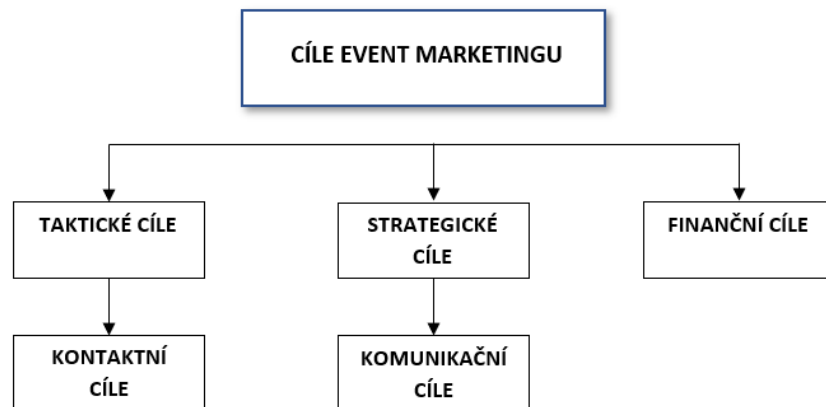 CÍLE EVENT MARKETINGU
TAKTICKÉ CÍLE
STRATEGICKÉ
CÍLE
FINANČNÍ CÍLE
KONTAKTNÍ
CÍLE
KOMUNIKAČNÍ
CÍLE